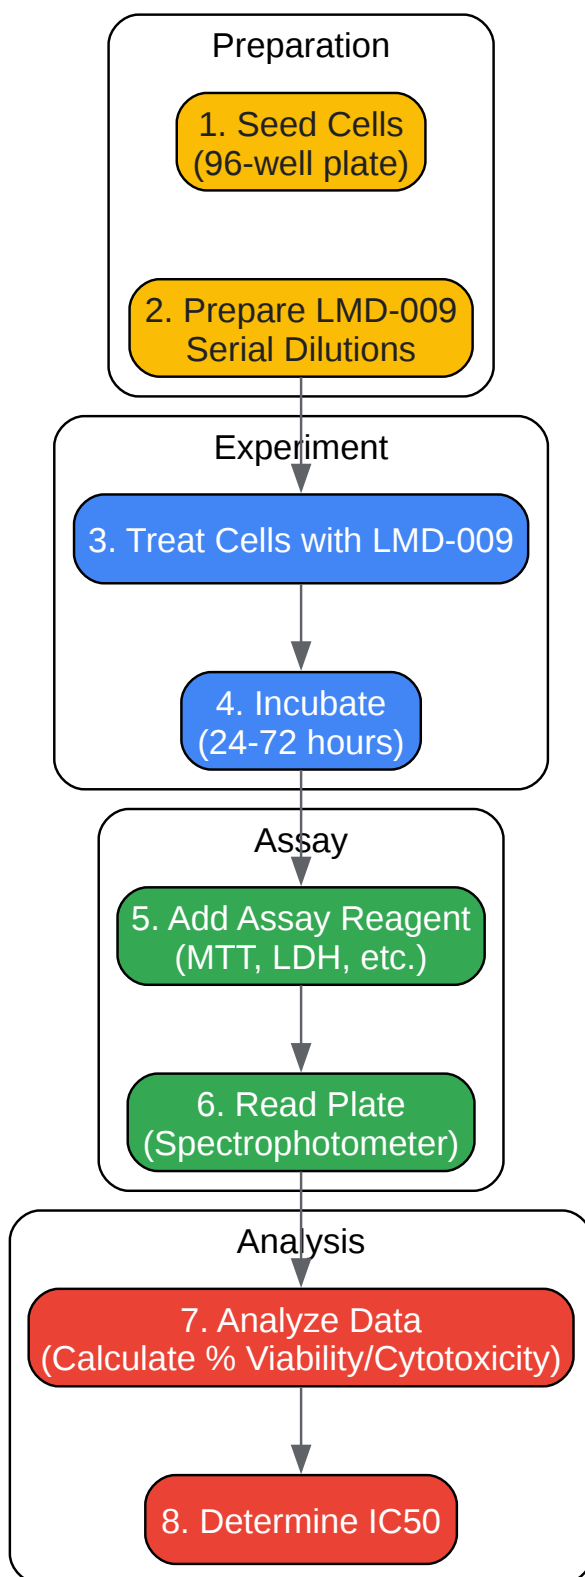 Preparation
1. Seed Cells
(96-well plate)
2. Prepare LMD-009
Serial Dilutions
Experiment
3. Treat Cells with LMD-009
4. Incubate
(24-72 hours)
Assay
5. Add Assay Reagent
(MTT, LDH, etc.)
6. Read Plate
(Spectrophotometer)
Analysis
7. Analyze Data
(Calculate % Viability/Cytotoxicity)
8. Determine IC50